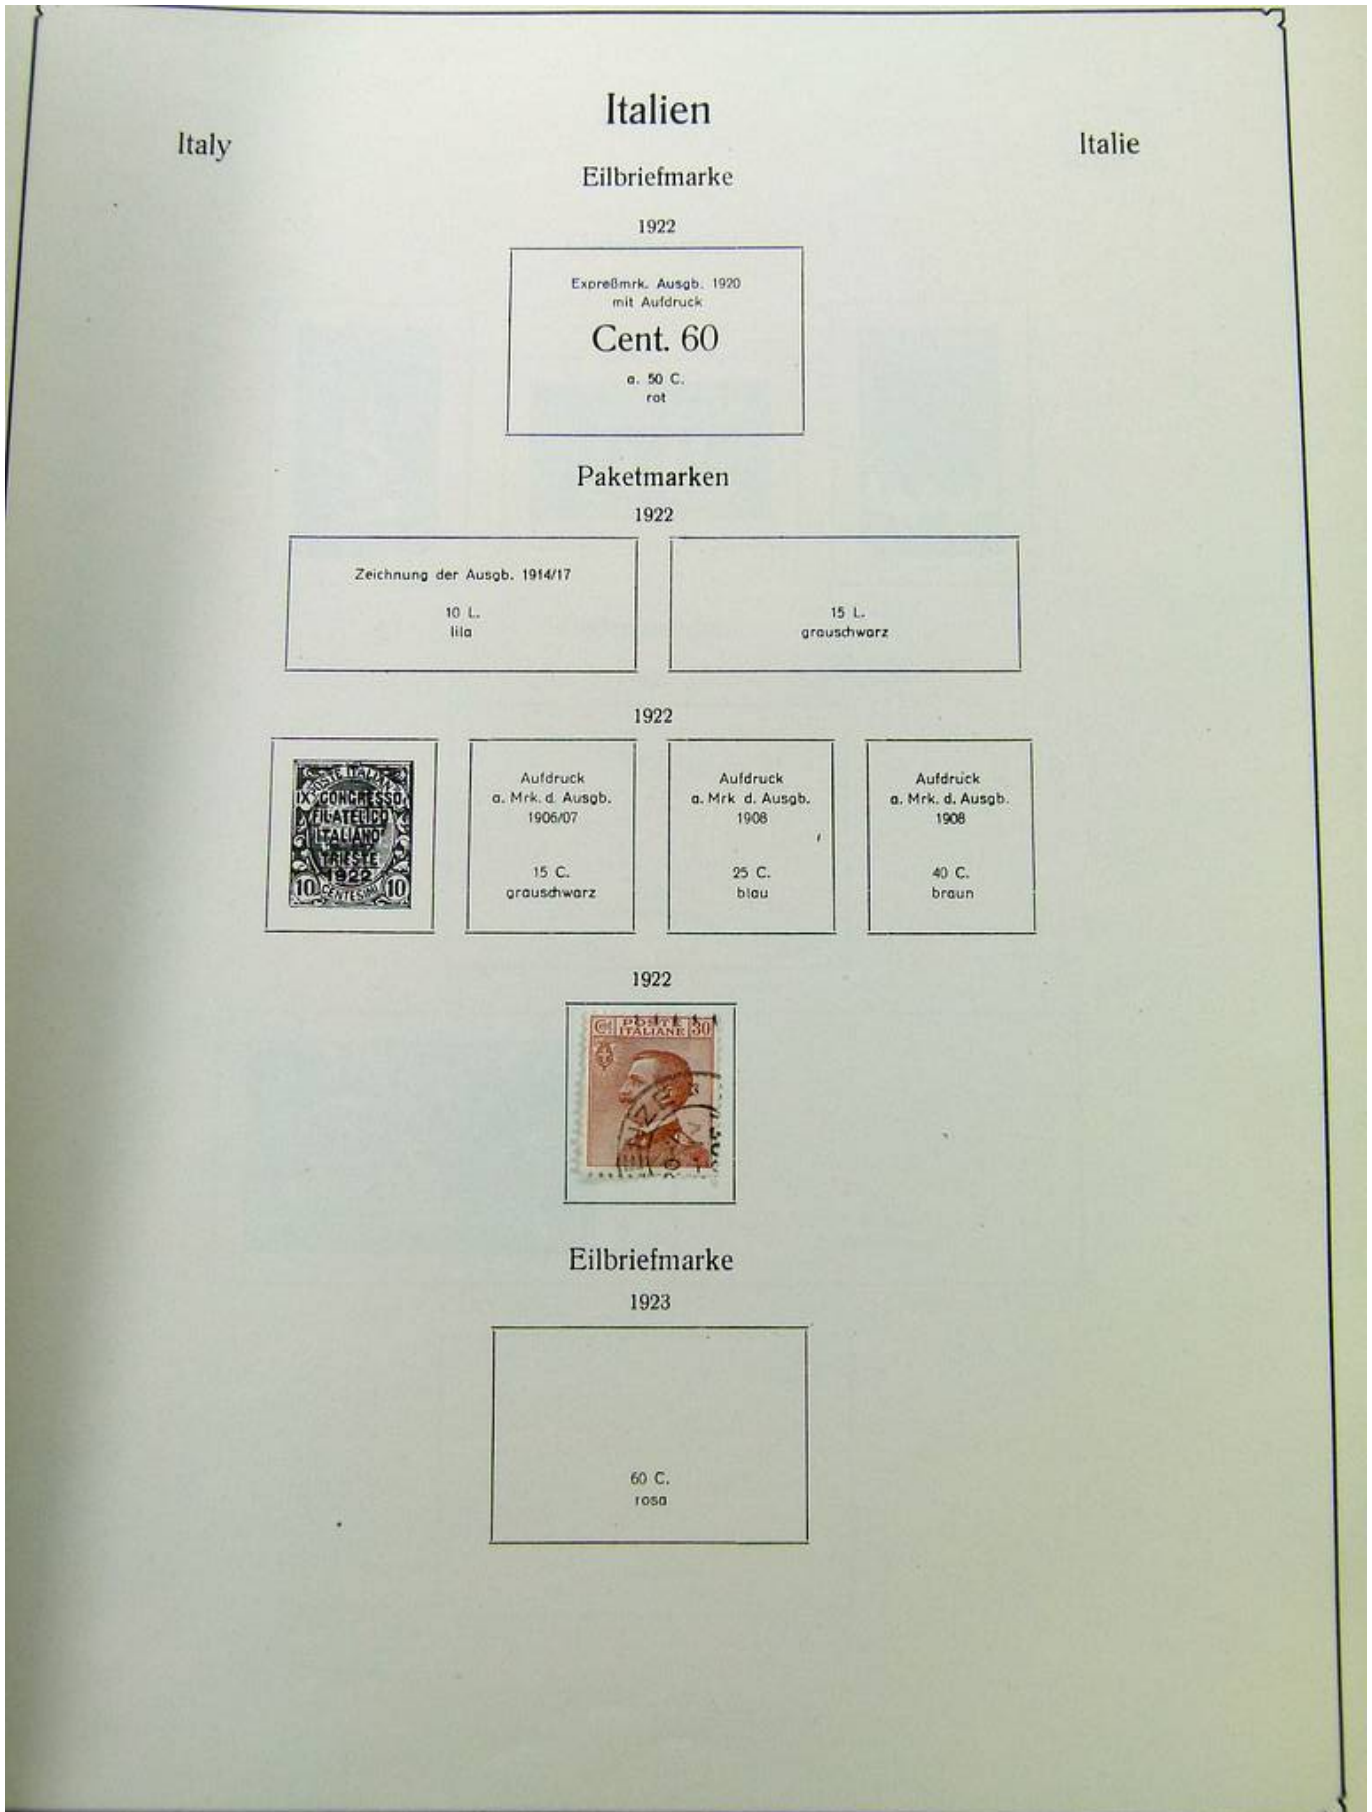 Italien
Italy
Italie
Eilbriefmarke
1922
Expreßmrk. Ausgb. 1920
mit Aufdruck
Cent. 60
a. 50 C.
rot
Paketmarken
1922
Zeichnung der Ausgb. 1914/17
10 L.
lila
15 L.
grauschwarz
1922
POSTE ITALIANE
IX° CONGRESSO
FILATELICO
ITALIANO
TRIESTE
1922
10 CENTESIMI 10
Aufdruck
a. Mrk. d. Ausgb.
1906/07
15 C.
grauschwarz
Aufdruck
a. Mrk d. Ausgb.
1908
25 C.
blau
Aufdruck
a. Mrk. d. Ausgb.
1908
40 C.
braun
1922
POSTE
ITALIANE
30
Eilbriefmarke
1923
60 C.
rosa